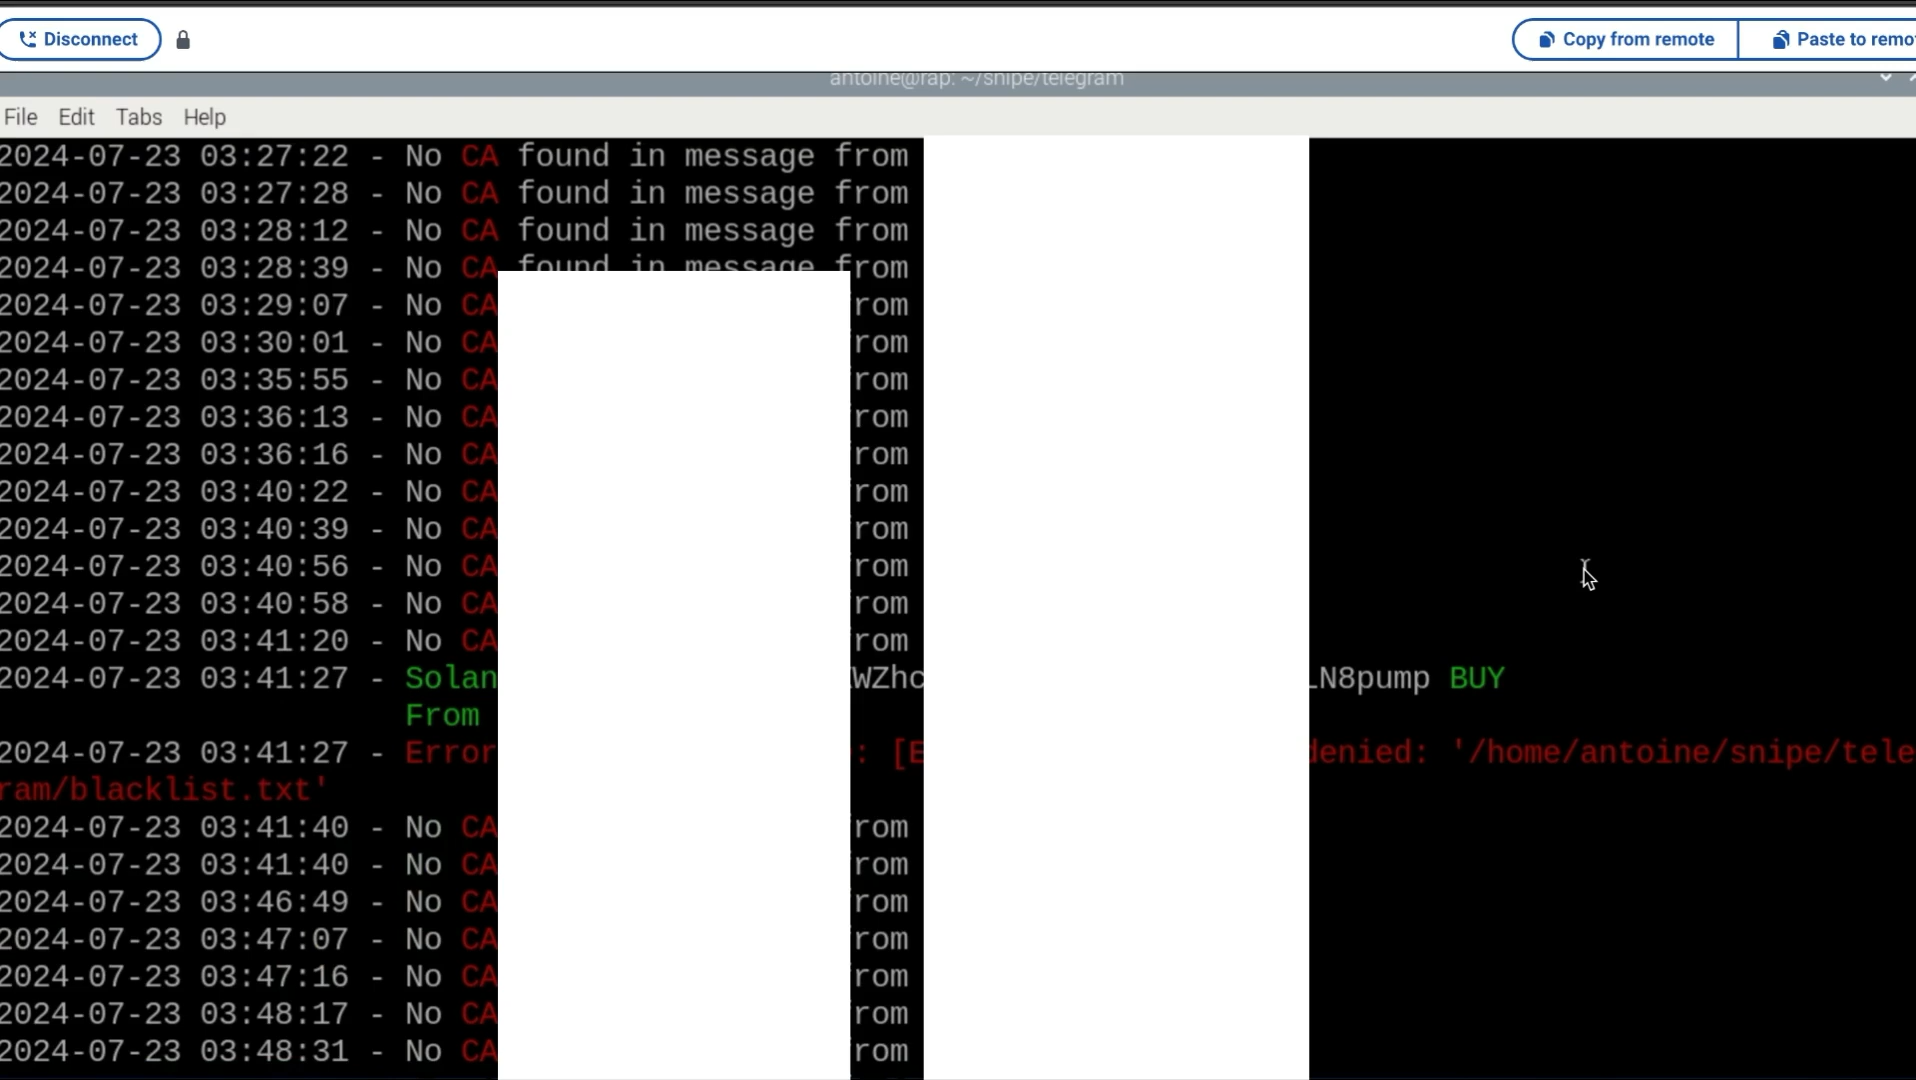 Disconnect
Copy from remote
Paste to remo
antoine@rap: ~/snipe/telegram
File Edit Tabs Help
2024-07-23 03:27:22 - No CA found in message from
2024-07-23 03:27:28 - No CA found in message from
2024-07-23 03:28:12 - No CA found in message from
2024-07-23 03:28:39 - No CA found in message from
2024-07-23 03:29:07 - No CA rom
2024-07-23 03:30:01 - No CA rom
2024-07-23 03:35:55 - No CA rom
2024-07-23 03:36:13 - No CA rom
2024-07-23 03:36:16 - No CA rom
2024-07-23 03:40:22 - No CA rom
2024-07-23 03:40:39 - No CA rom
2024-07-23 03:40:56 - No CA rom
2024-07-23 03:40:58 - No CA rom
2024-07-23 03:41:20 - No CA rom
2024-07-23 03:41:27 - Solan WZhc LN8pump BUY
From
2024-07-23 03:41:27 - Error : [E denied: '/home/antoine/snipe/tele
ram/blacklist.txt'
2024-07-23 03:41:40 - No CA rom
2024-07-23 03:41:40 - No CA rom
2024-07-23 03:46:49 - No CA rom
2024-07-23 03:47:07 - No CA rom
2024-07-23 03:47:16 - No CA rom
2024-07-23 03:48:17 - No CA rom
2024-07-23 03:48:31 - No CA rom